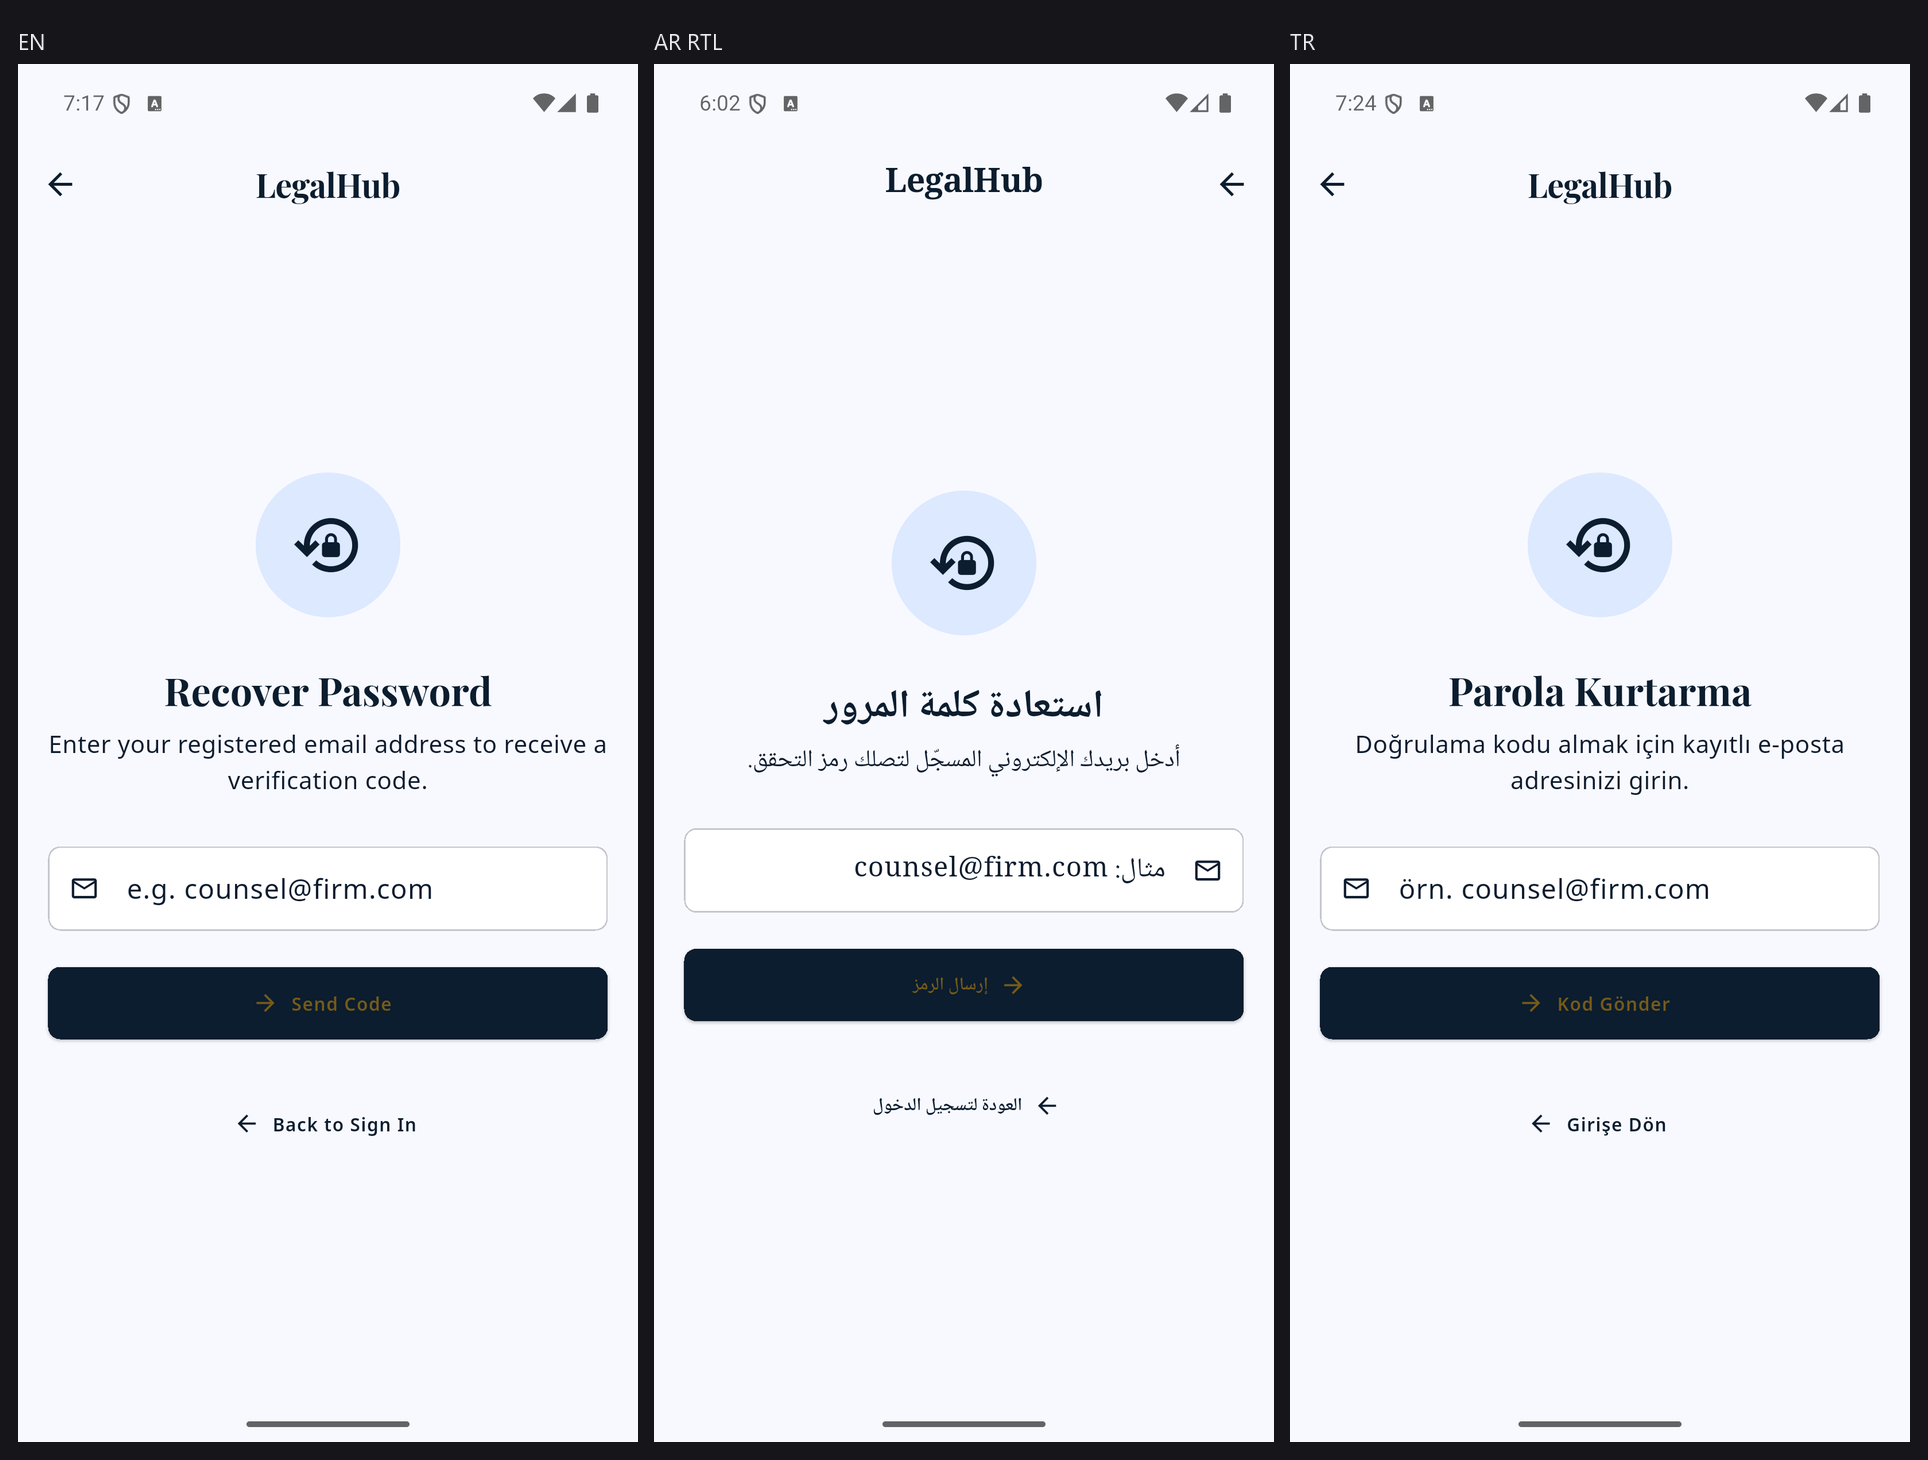 EN
7:17
LegalHub
Recover Password
Enter your registered email address to receive a
verification code.
e.g. counsel@firm.com
Send Code
Back to Sign In
AR RTL
6:02
LegalHub
استعادة كلمة المرور
أدخل بريدك الإلكتروني المسجّل لتصلك رمز التحقق.
مثال: counsel@firm.com
إرسال الرمز
العودة لتسجيل الدخول
TR
7:24
LegalHub
Parola Kurtarma
Doğrulama kodu almak için kayıtlı e-posta
adresinizi girin.
örn. counsel@firm.com
Kod Gönder
Girişe Dön